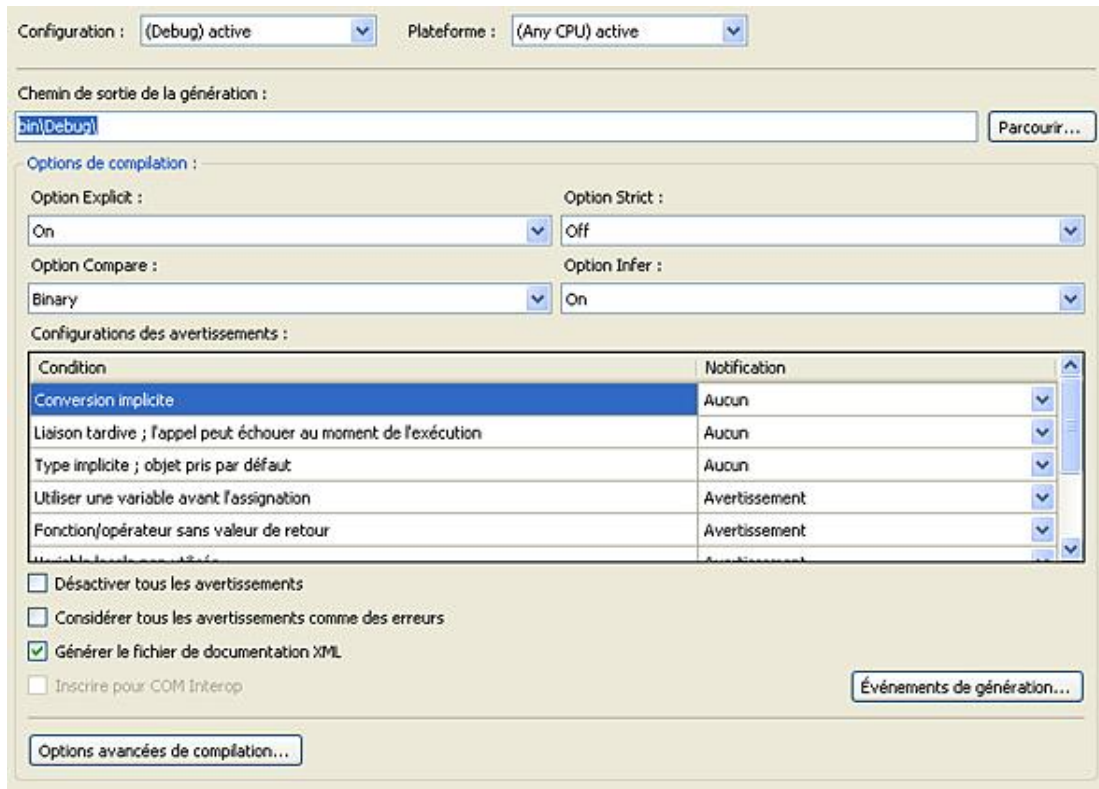 Configuration : (Debug) active Plateforme : (Any CPU) active
Chemin de sortie de la génération :
bin\Debug\ Parcourir...
Options de compilation :
Option Explicit : Option Strict :
On Off
Option Compare : Option Infer :
Binary On
Configurations des avertissements :
Condition Notification
Conversion implicite Aucun
Liaison tardive ; l'appel peut échouer au moment de l'exécution Aucun
Type implicite ; objet pris par défaut Aucun
Utiliser une variable avant l'assignation Avertissement
Fonction/opérateur sans valeur de retour Avertissement
Variable locale non utilisée Avertissement
Désactiver tous les avertissements
Considérer tous les avertissements comme des erreurs
Générer le fichier de documentation XML
Inscrire pour COM Interop Événements de génération...
Options avancées de compilation...